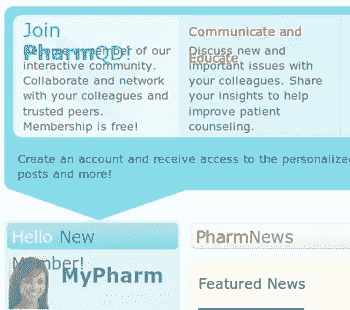 Join
PharmQD!
Become a member of our
interactive community.
Collaborate and network
with your colleagues and
trusted peers.
Membership is free!
Communicate and
Educate
Discuss new and
important issues with
your colleagues. Share
your insights to help
improve patient
counseling.
Create an account and receive access to the personalize
posts and more!
Hello New
Member!
MyPharm
PharmNews
Featured News